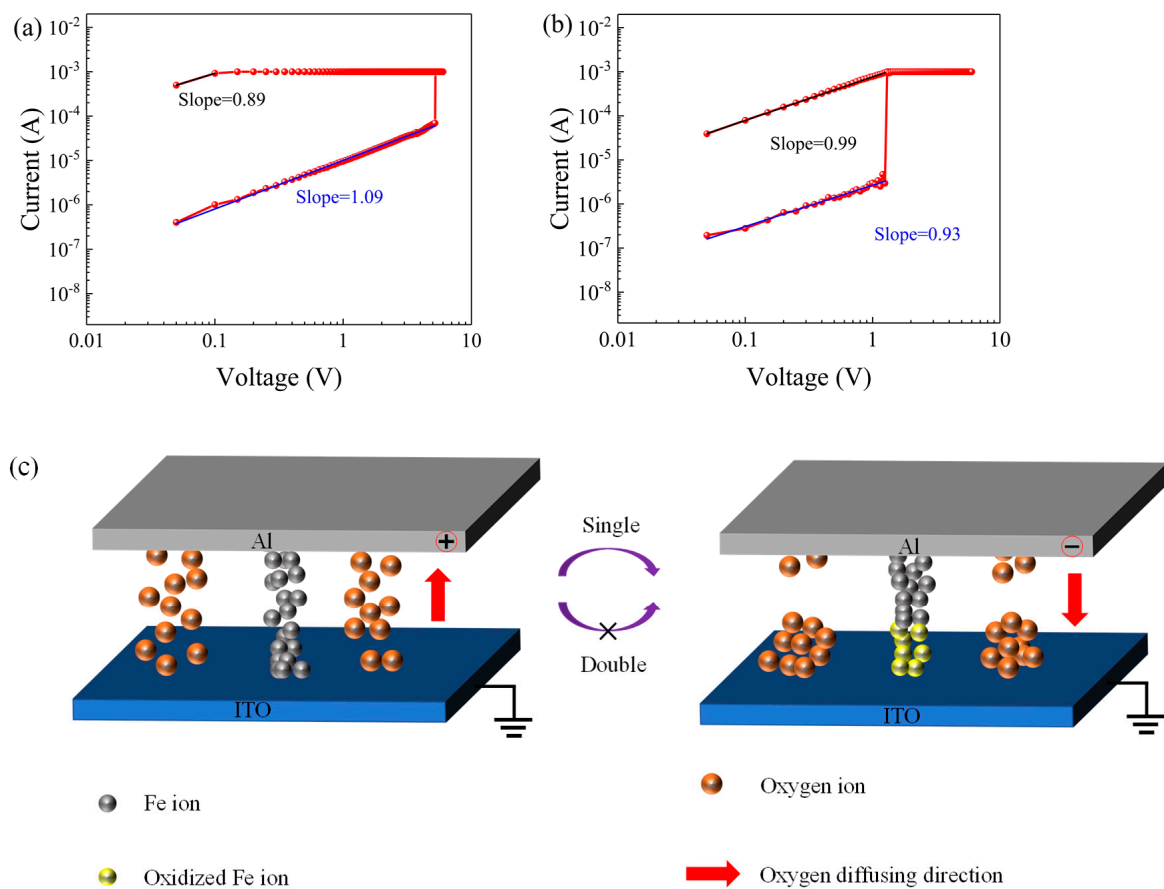 (a)
Current (A)
10⁻²
10⁻³
10⁻⁴
10⁻⁵
10⁻⁶
10⁻⁷
10⁻⁸
Slope=0.89
Slope=1.09
0.01
0.1
1
10
Voltage (V)
(b)
Current (A)
10⁻²
10⁻³
10⁻⁴
10⁻⁵
10⁻⁶
10⁻⁷
10⁻⁸
Slope=0.99
Slope=0.93
0.01
0.1
1
10
Voltage (V)
(c)
Al
+
ITO
Single
Double
Al
−
ITO
Fe ion
Oxygen ion
Oxidized Fe ion
Oxygen diffusing direction